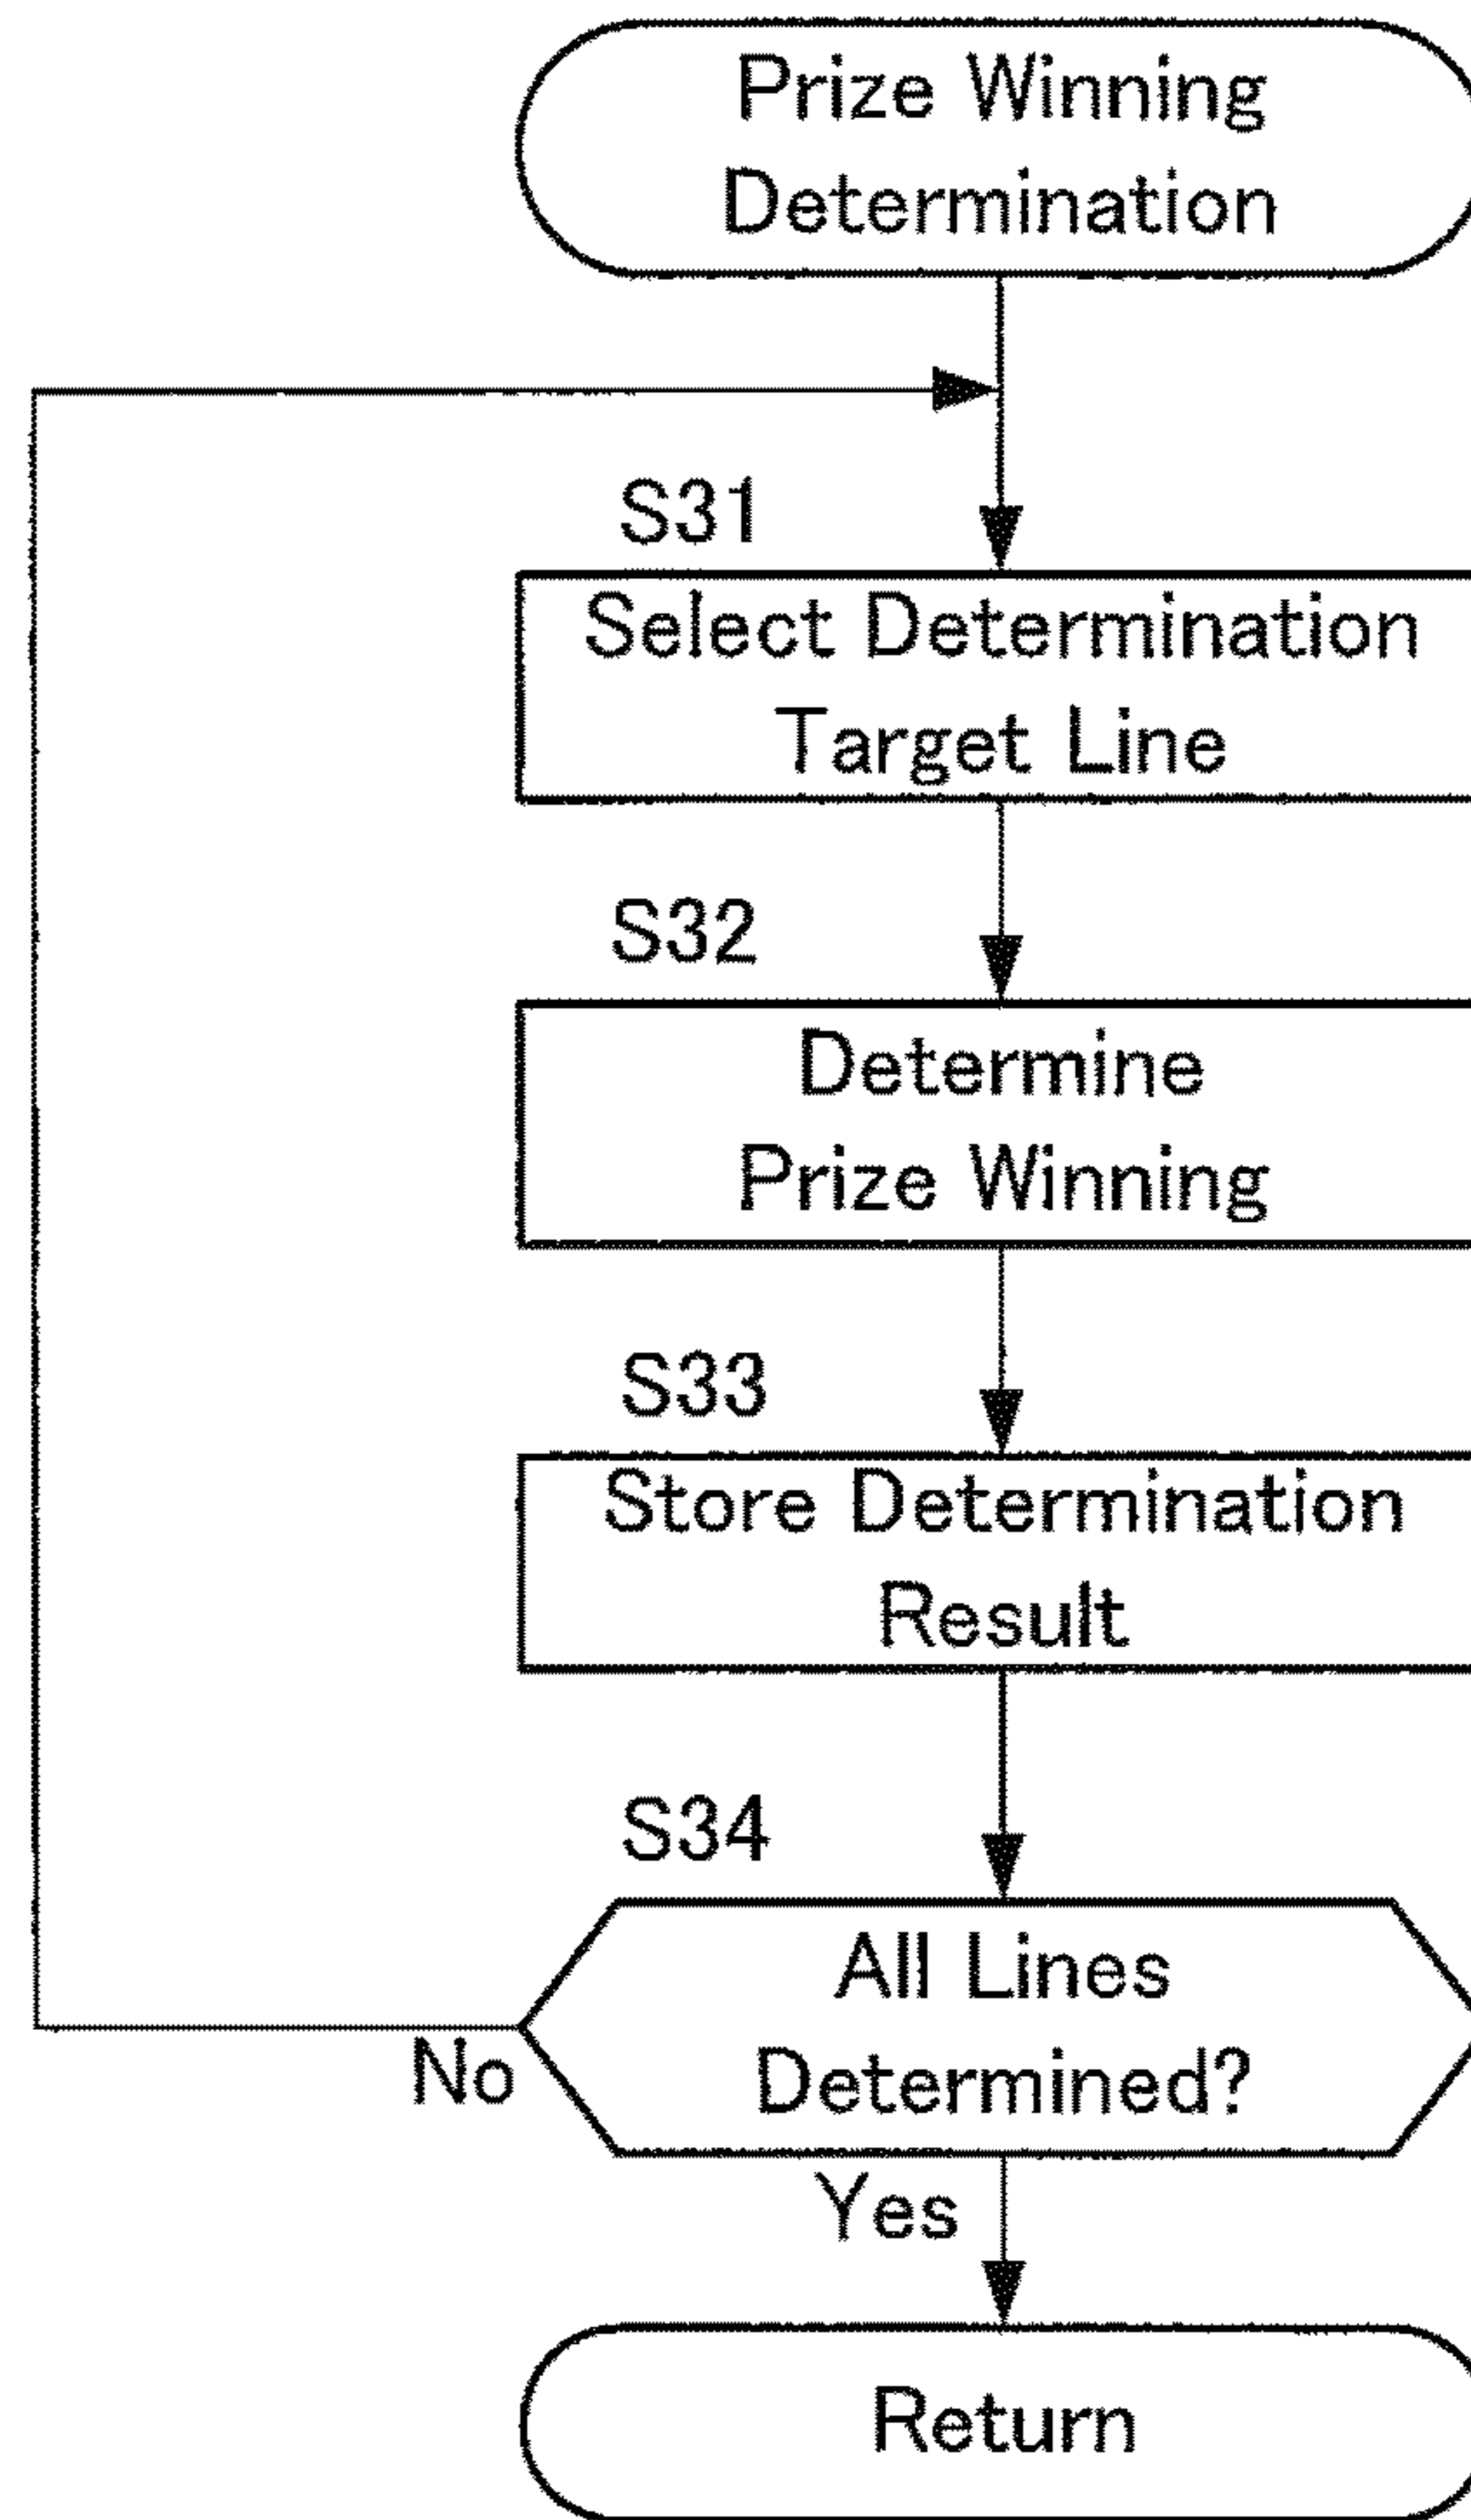 Prize Winning
Determination
S31
Select Determination
Target Line
S32
Determine
Prize Winning
S33
Store Determination
Result
S34
All Lines
Determined?
No
Yes
Return